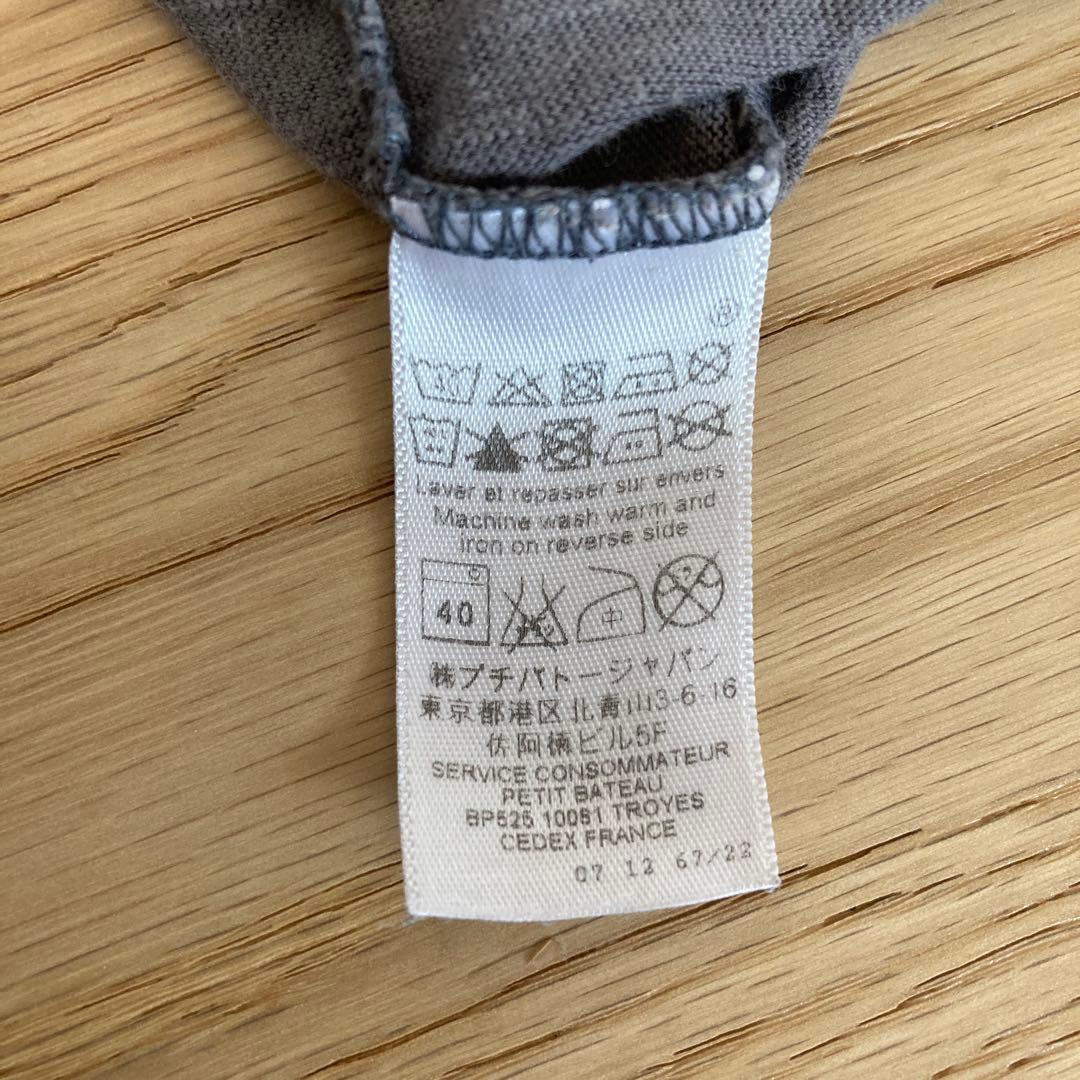 ®
Laver et repasser sur envers
Machine wash warm and
iron on reverse side
40
中
㈱プチバトージャパン
東京都港区北青山3-6-16
佐阿徳ビル5F
SERVICE CONSOMMATEUR
PETIT BATEAU
BP525 10081 TROYES
CEDEX FRANCE
07 12 67/22